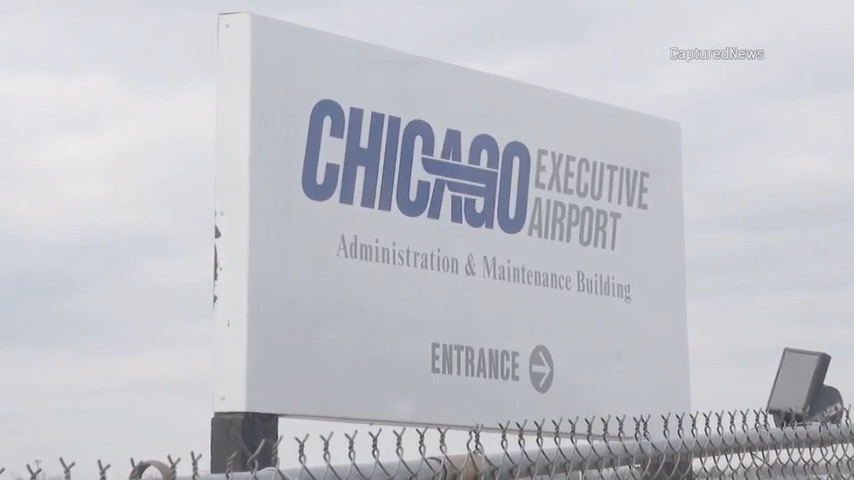 CapturedNews
CHICAGO EXECUTIVE
AIRPORT
Administration & Maintenance Building
ENTRANCE